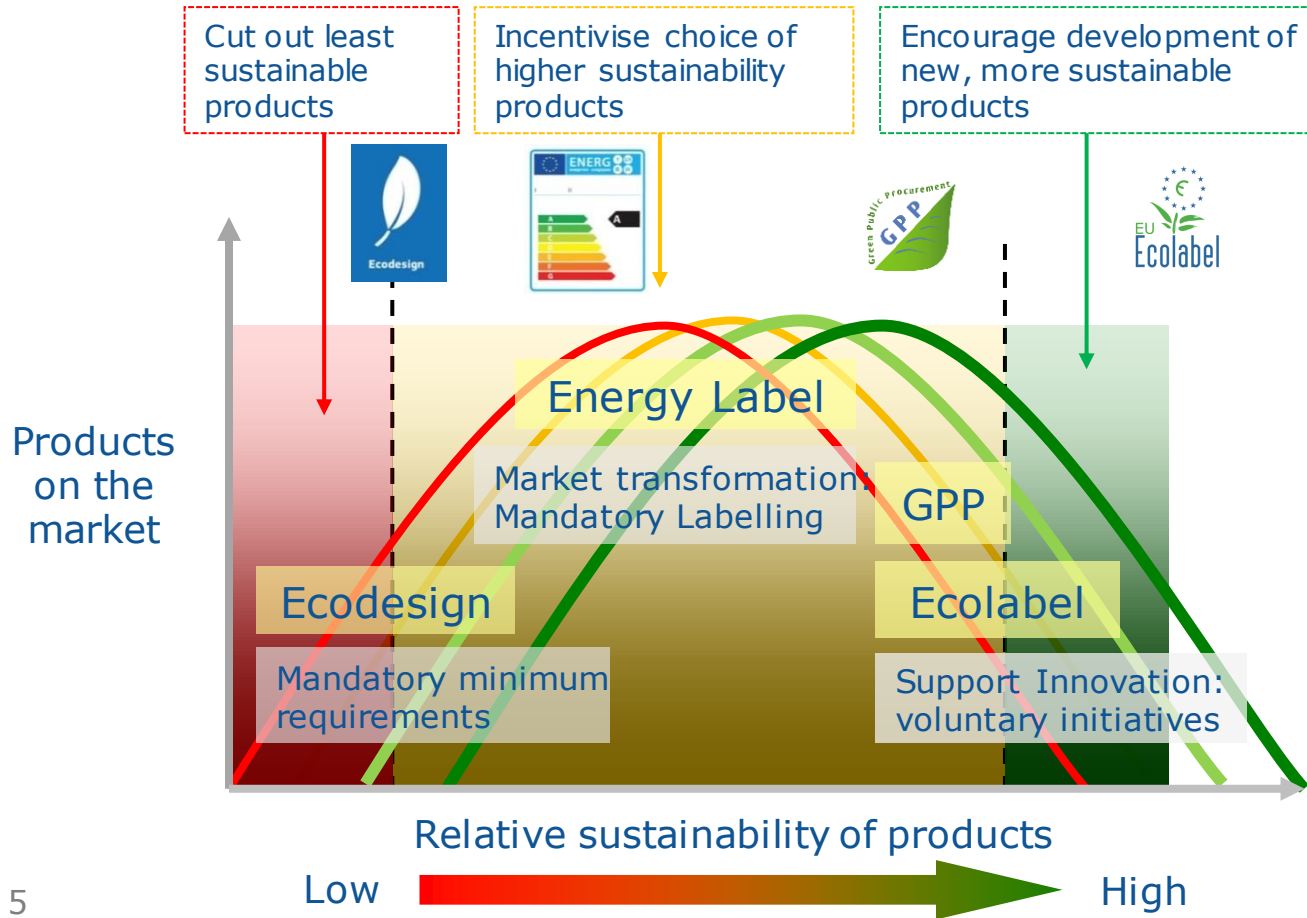 Cut out least
sustainable
products
Incentivise choice of
higher sustainability
products
Encourage development of
new, more sustainable
products
Ecodesign
ENERG
A
B
C
D
E
F
G
A
Green Public Procurement
GPP
EU
Ecolabel
Products
on the
market
Energy Label
Market transformation:
Mandatory Labelling
GPP
Ecodesign
Ecolabel
Mandatory minimum
requirements
Support Innovation:
voluntary initiatives
Relative sustainability of products
Low
High
5